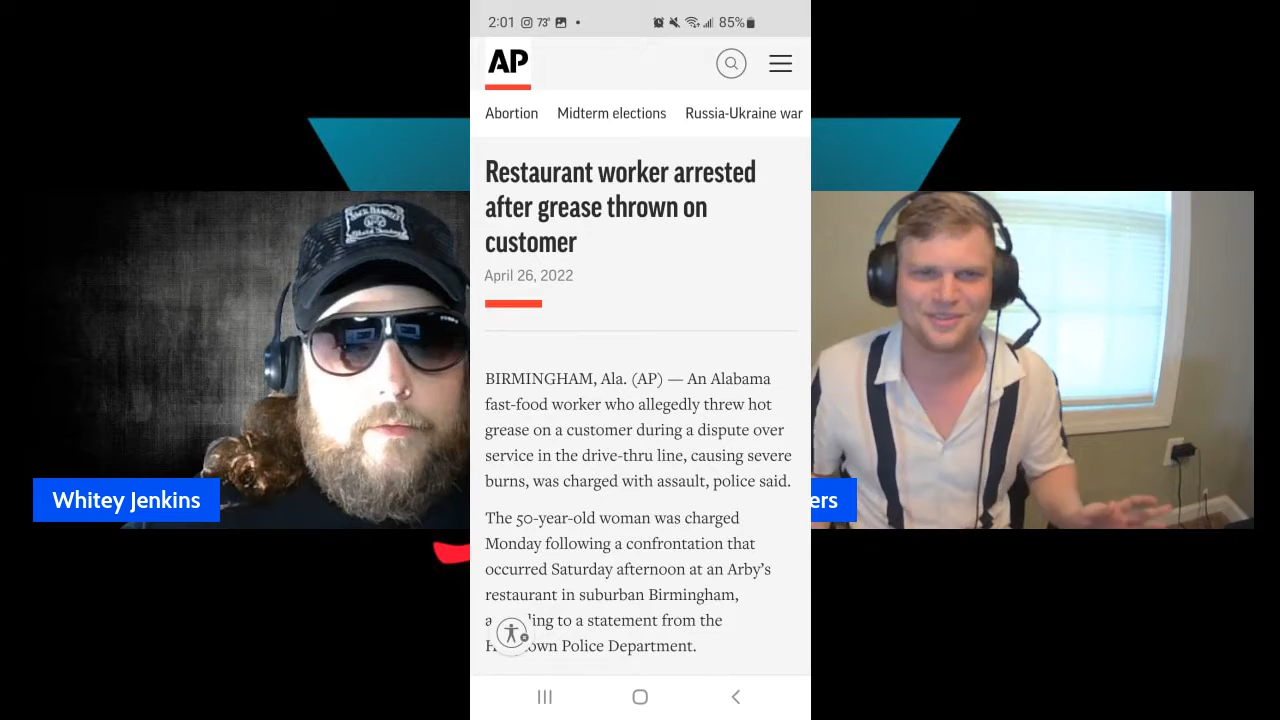 2:01 73° 85%
AP
Abortion Midterm elections Russia-Ukraine war
Restaurant worker arrested
after grease thrown on
customer
April 26, 2022
BIRMINGHAM, Ala. (AP) — An Alabama
fast-food worker who allegedly threw hot
grease on a customer during a dispute over
service in the drive-thru line, causing severe
burns, was charged with assault, police said.
The 50-year-old woman was charged
Monday following a confrontation that
occurred Saturday afternoon at an Arby's
restaurant in suburban Birmingham,
to a statement from the
Police Department.
JACK DANIEL'S
Whitey Jenkins
ers